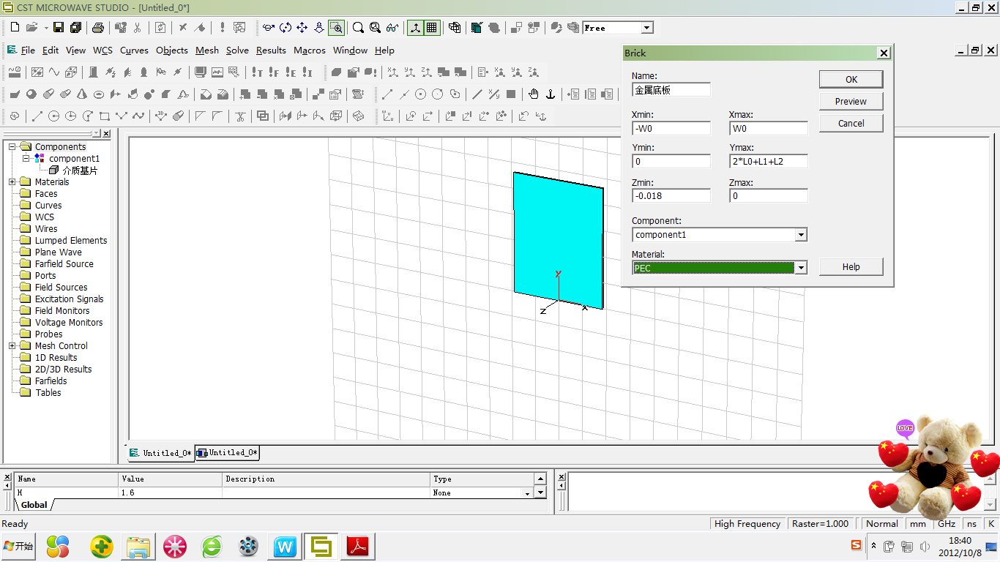 CST MICROWAVE STUDIO - [Untitled_0*]
Free
File Edit View WCS Curves Objects Mesh Solve Results Macros Window Help
Components
component1
介质基片
Materials
Faces
Curves
WCS
Wires
Lumped Elements
Plane Wave
Farfield Source
Ports
Field Sources
Excitation Signals
Field Monitors
Voltage Monitors
Probes
Mesh Control
1D Results
2D/3D Results
Farfields
Tables
y
z
x
Brick
Name:
金属底板
OK
Preview
Cancel
Xmin: Xmax:
-W0 W0
Ymin: Ymax:
0 2*L0+L1+L2
Zmin: Zmax:
-0.018 0
Component:
component1
Material:
PEC
Help
LOVE
Untitled_0* Untitled_0*
Name Value Description Type
H 1.6 None
Global
Ready High Frequency Raster=1.000 Normal mm GHz ns K
开始
18:40
2012/10/8